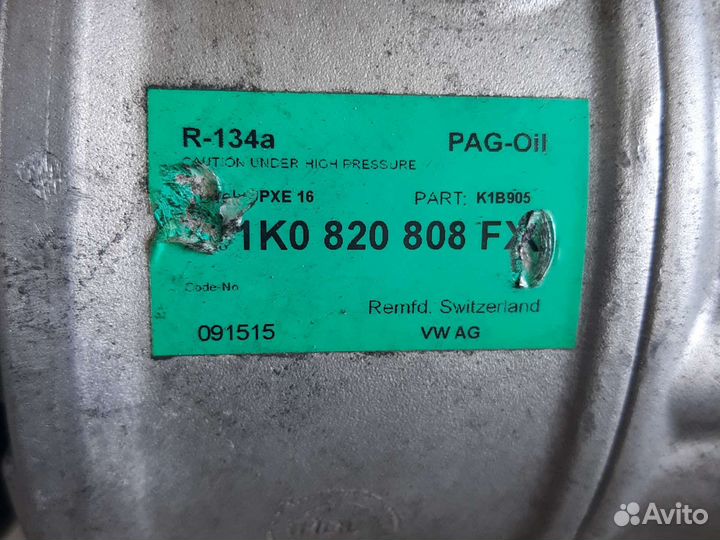 R-134a PAG-Oil
CAUTION UNDER HIGH PRESSURE
PXE 16 PART: K1B905
1K0 820 808 FX
Code-No
Remfd. Switzerland
091515 VW AG
Avito